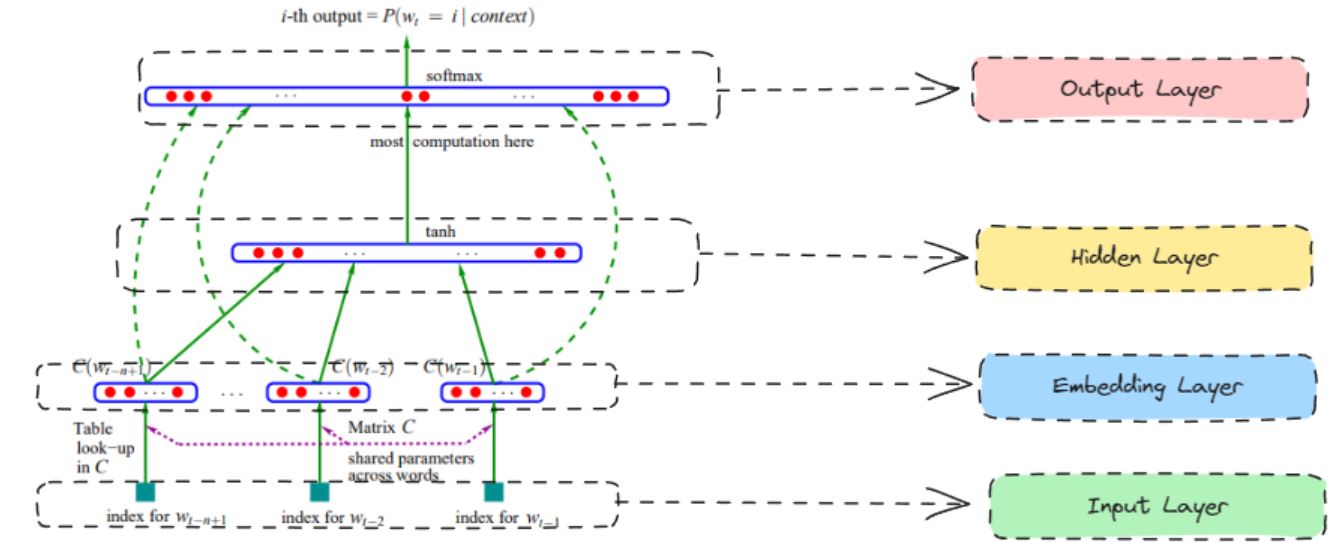 i-th output = P(w_t = i | context)
softmax
. . .
. . .
Output Layer
most computation here
tanh
. . .
. . .
Hidden Layer
C(w_{t−n+1})
C(w_{t−2})
C(w_{t−1})
. . .
. . .
. . .
. . .
Embedding Layer
Table
look−up
in C
Matrix C
shared parameters
across words
index for w_{t−n+1}
index for w_{t−2}
index for w_{t−1}
Input Layer